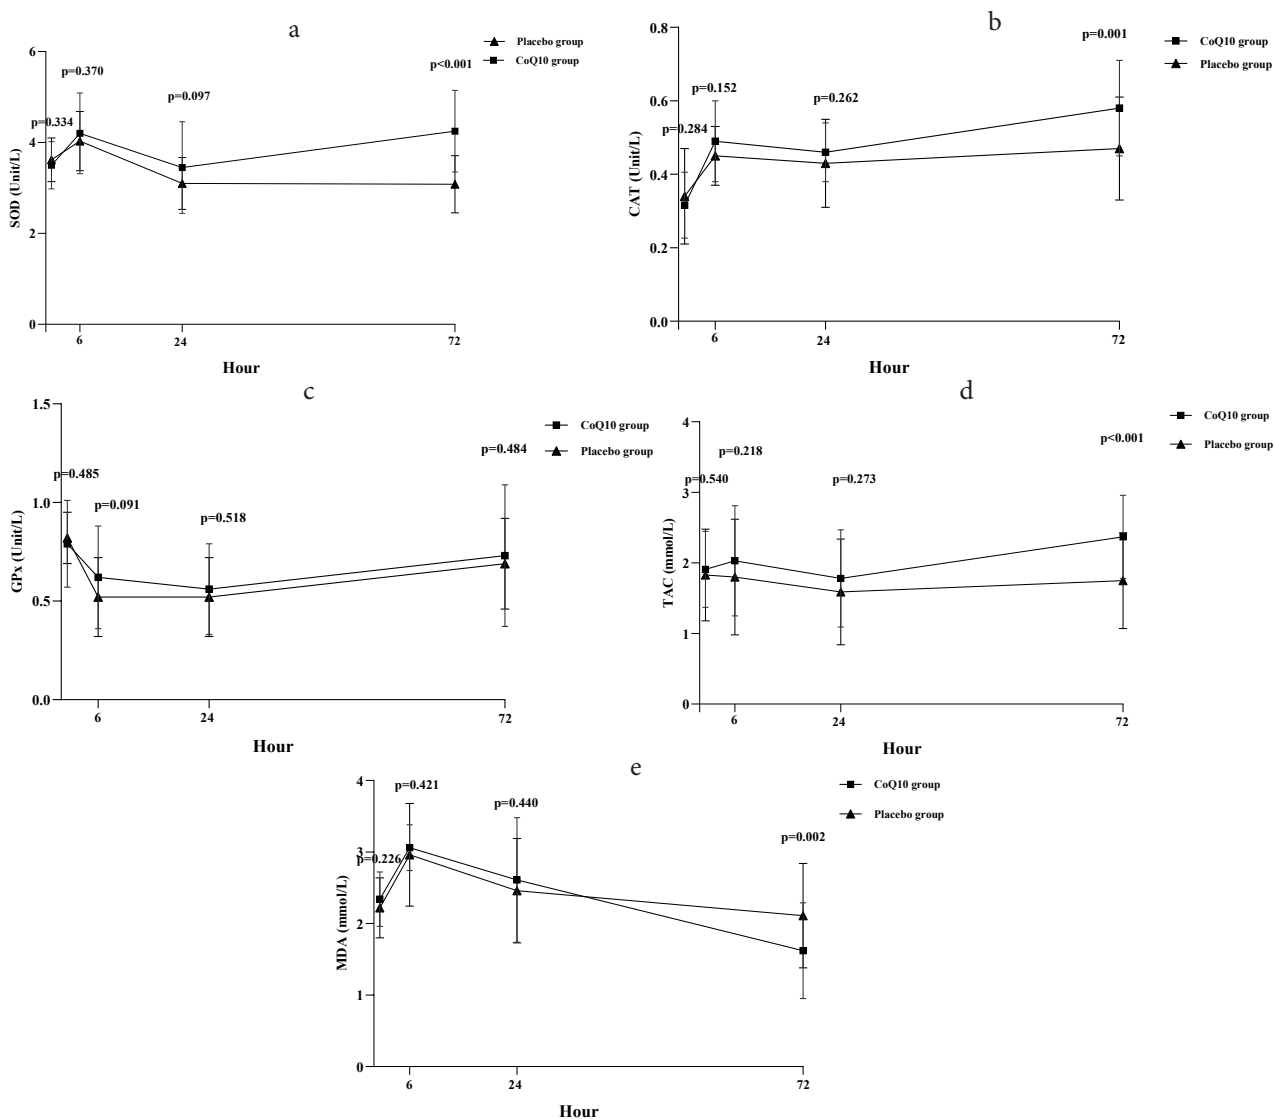 a
Placebo group
CoQ10 group
6
4
2
0
SOD (Unit/L)
p=0.334
p=0.370
p=0.097
p<0.001
6
24
72
Hour
b
CoQ10 group
Placebo group
0.8
0.6
0.4
0.2
0.0
CAT (Unit/L)
p=0.284
p=0.152
p=0.262
p=0.001
6
24
72
Hour
c
CoQ10 group
Placebo group
1.5
1.0
0.5
0.0
GPx (Unit/L)
p=0.485
p=0.091
p=0.518
p=0.484
6
24
72
Hour
d
CoQ10 group
Placebo group
4
3
2
1
0
TAC (mmol/L)
p=0.540
p=0.218
p=0.273
p<0.001
6
24
72
Hour
e
CoQ10 group
Placebo group
4
3
2
1
0
MDA (mmol/L)
p=0.226
p=0.421
p=0.440
p=0.002
6
24
72
Hour